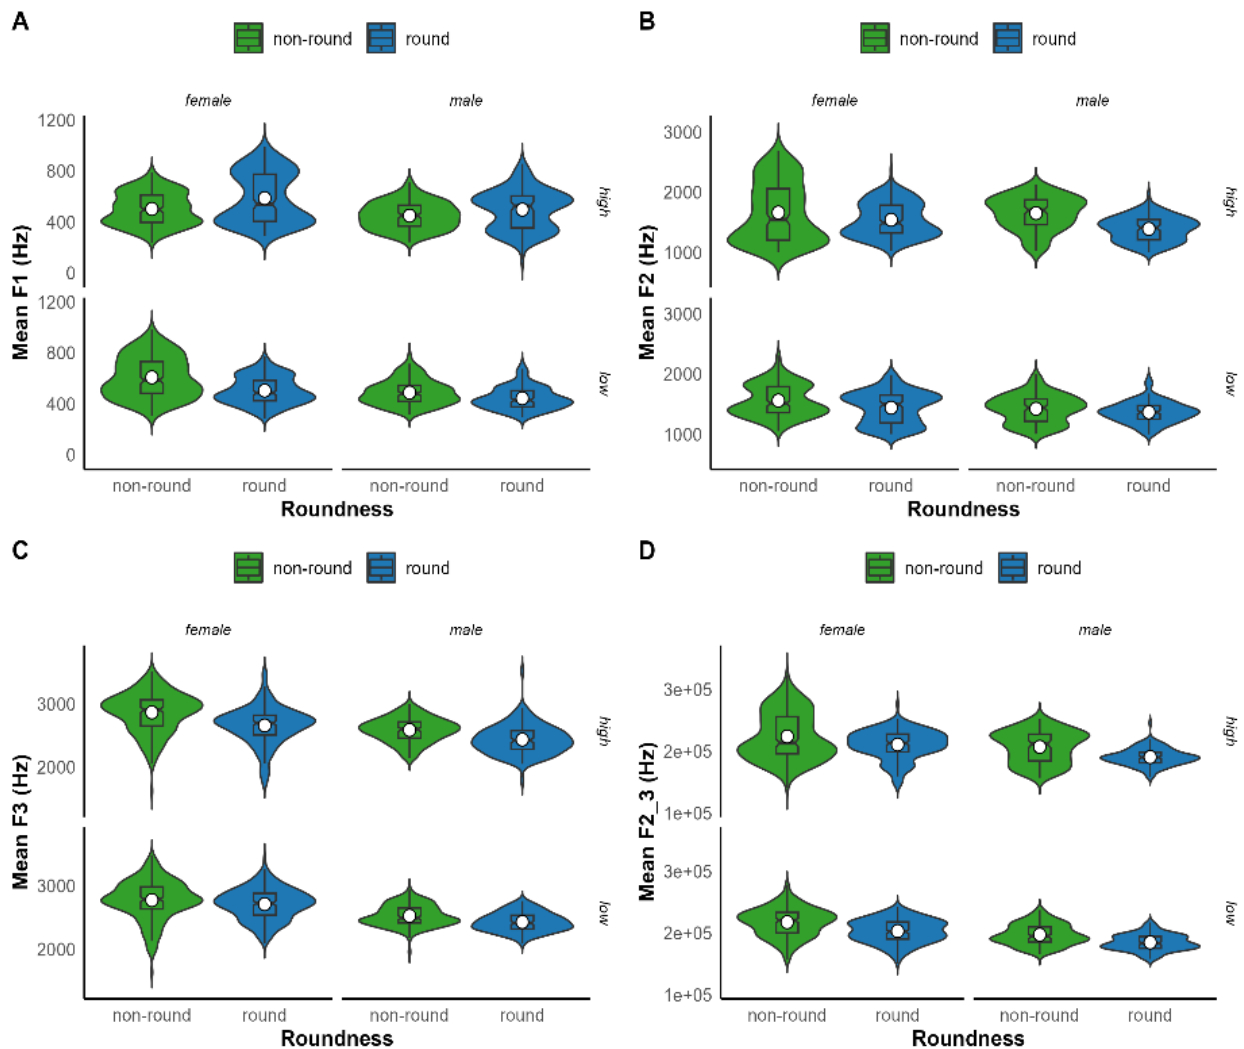 A
non-round round
female male
Mean F1 (Hz)
1200
800
400
0
high
1200
800
400
0
low
non-round round non-round round
Roundness
B
non-round round
female male
Mean F2 (Hz)
3000
2000
1000
high
3000
2000
1000
low
non-round round non-round round
Roundness
C
non-round round
female male
Mean F3 (Hz)
3000
2000
high
3000
2000
low
non-round round non-round round
Roundness
D
non-round round
female male
Mean F2_3 (Hz)
3e+05
2e+05
1e+05
high
3e+05
2e+05
1e+05
low
non-round round non-round round
Roundness